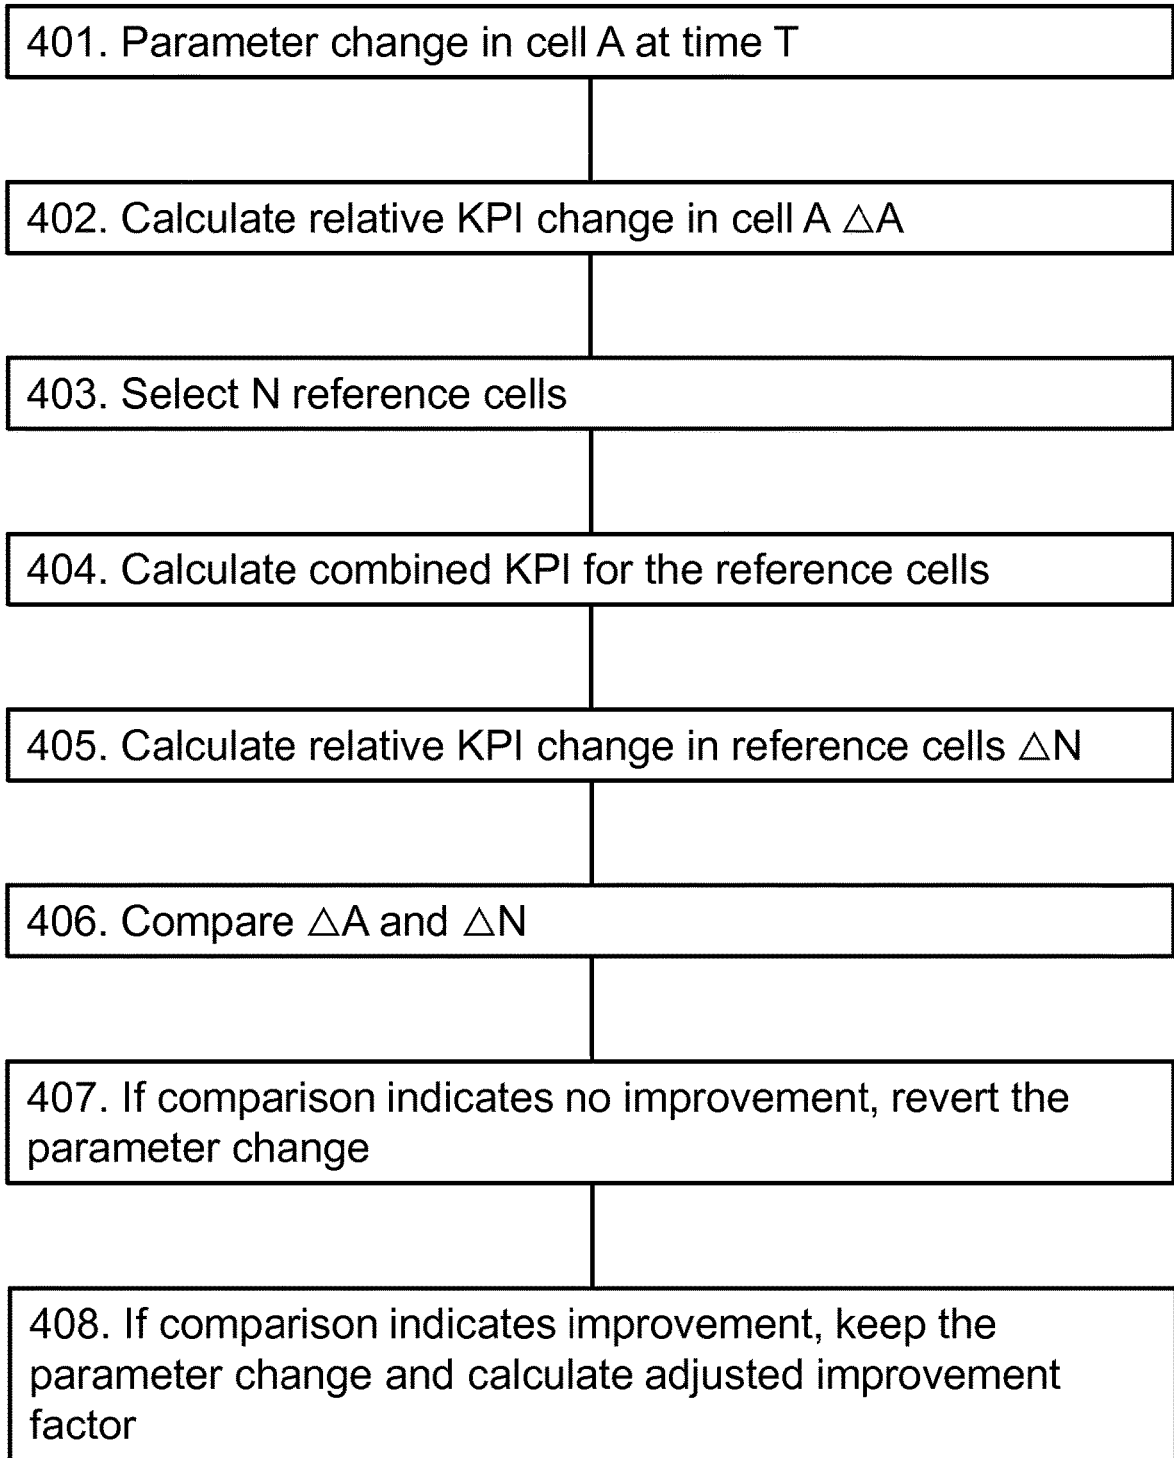 401. Parameter change in cell A at time T
402. Calculate relative KPI change in cell A △A
403. Select N reference cells
404. Calculate combined KPI for the reference cells
405. Calculate relative KPI change in reference cells △N
406. Compare △A and △N
407. If comparison indicates no improvement, revert the
parameter change
408. If comparison indicates improvement, keep the
parameter change and calculate adjusted improvement
factor